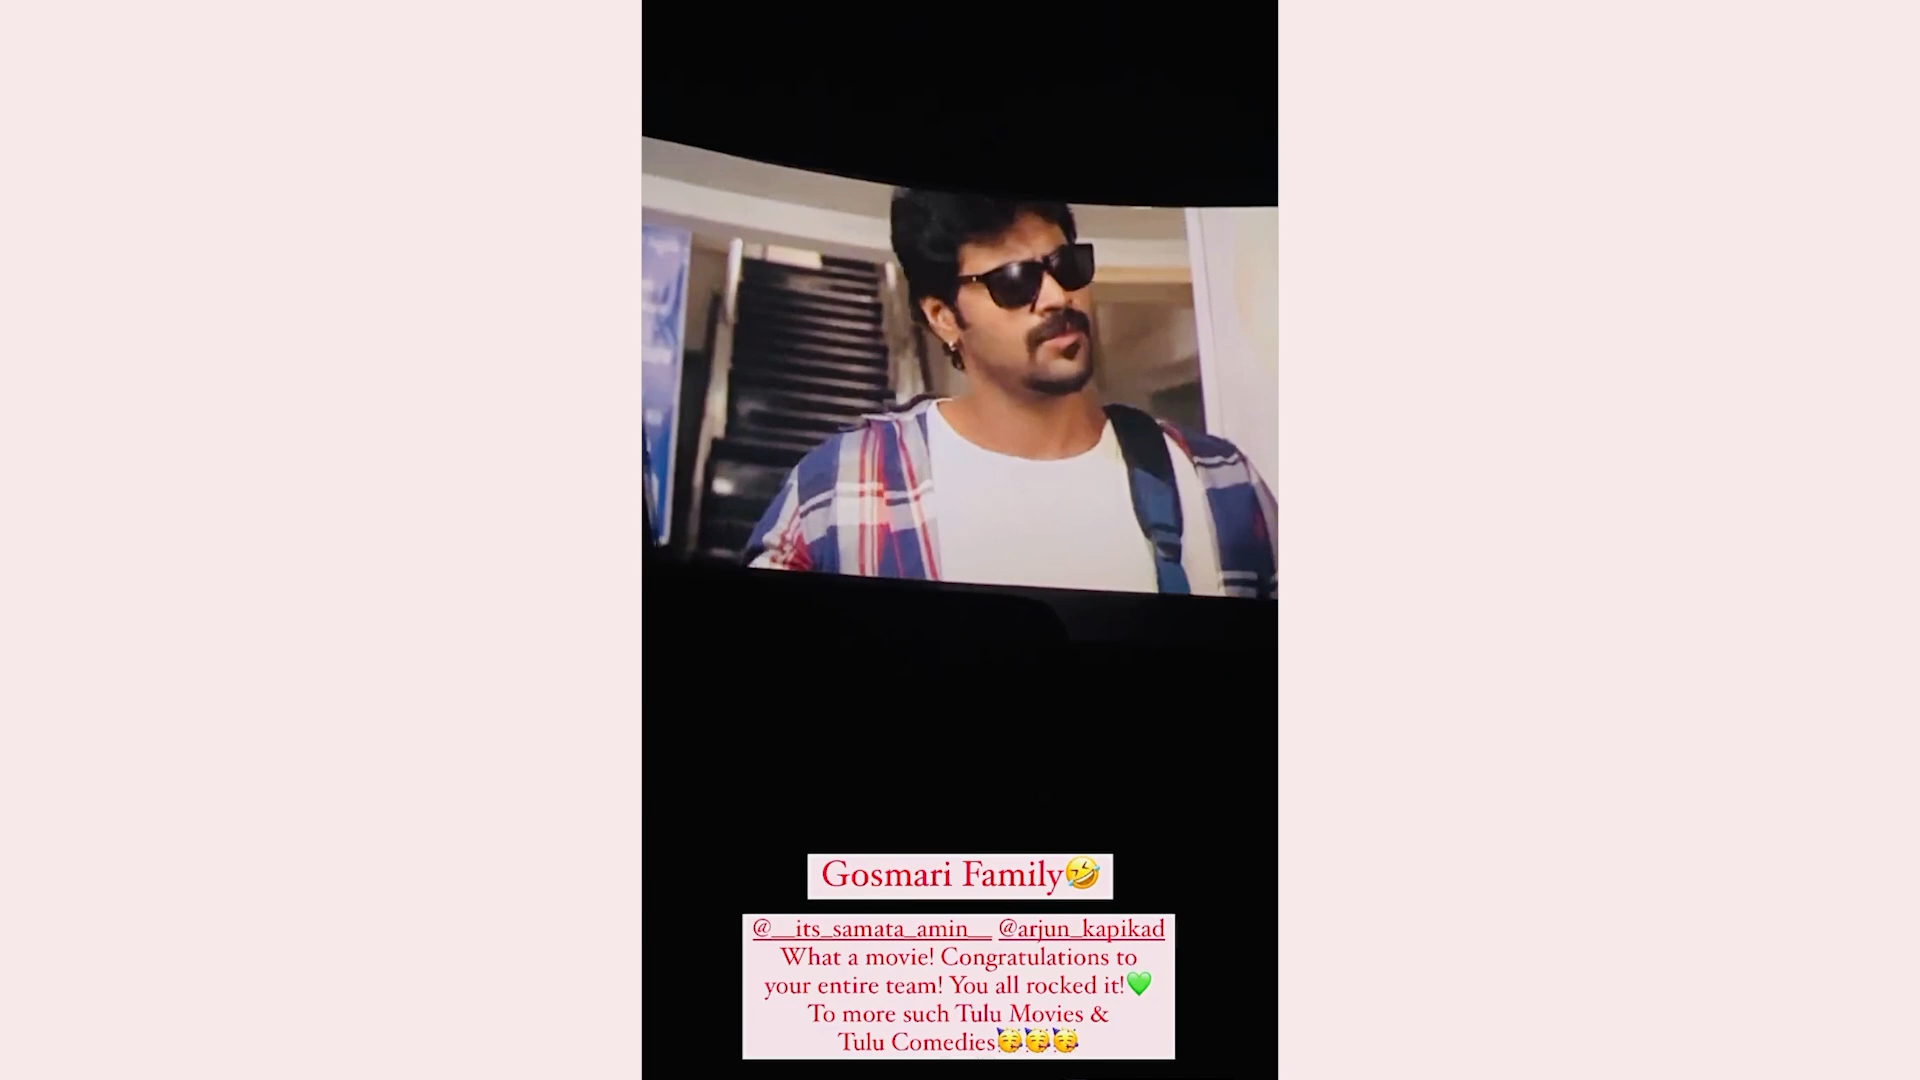 Gosmari Family🤣
@__its_samata_amin__ @arjun_kapikad
What a movie! Congratulations to
your entire team! You all rocked it!💚
To more such Tulu Movies &
Tulu Comedies🥳🥳🥳